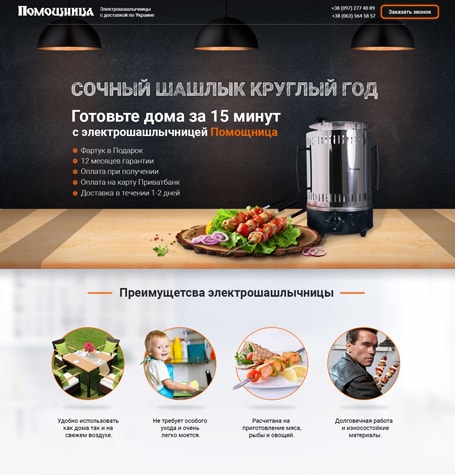 Помощница
Электрошашлычницы
с доставкой по Украине
+38 (097) 277 40 89
+38 (063) 564 58 57
Заказать звонок
СОЧНЫЙ ШАШЛЫК КРУГЛЫЙ ГОД
Готовьте дома за 15 минут
с электрошашлычницей Помощница
Фартук в Подарок
12 месяцев гарантии
Оплата при получении
Оплата на карту Приватбанк
Доставка в течении 1-2 дней
Преимущетсва электрошашлычницы
Удобно использовать
как дома так и на
свежем воздухе.
Не требует особого
ухода и очень
легко моется.
Расчитана на
приготовление мяса,
рыбы и овощей.
Долговечная работа
и износостойкие
материалы.